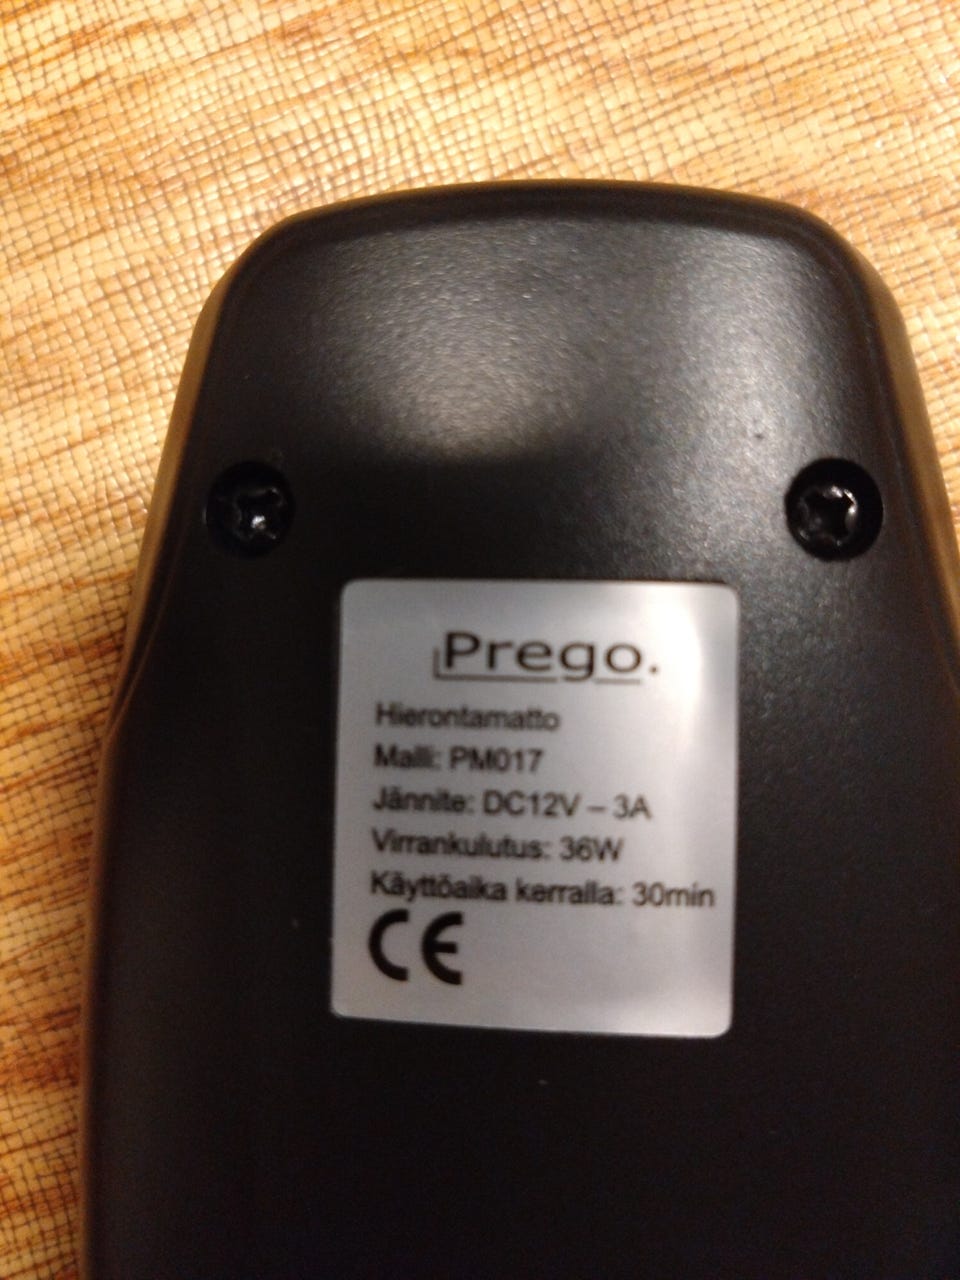 Prego.
Hierontamatto
Malli: PM017
Jännite: DC12V – 3A
Virrankulutus: 36W
Käyttöaika kerralla: 30min
CE